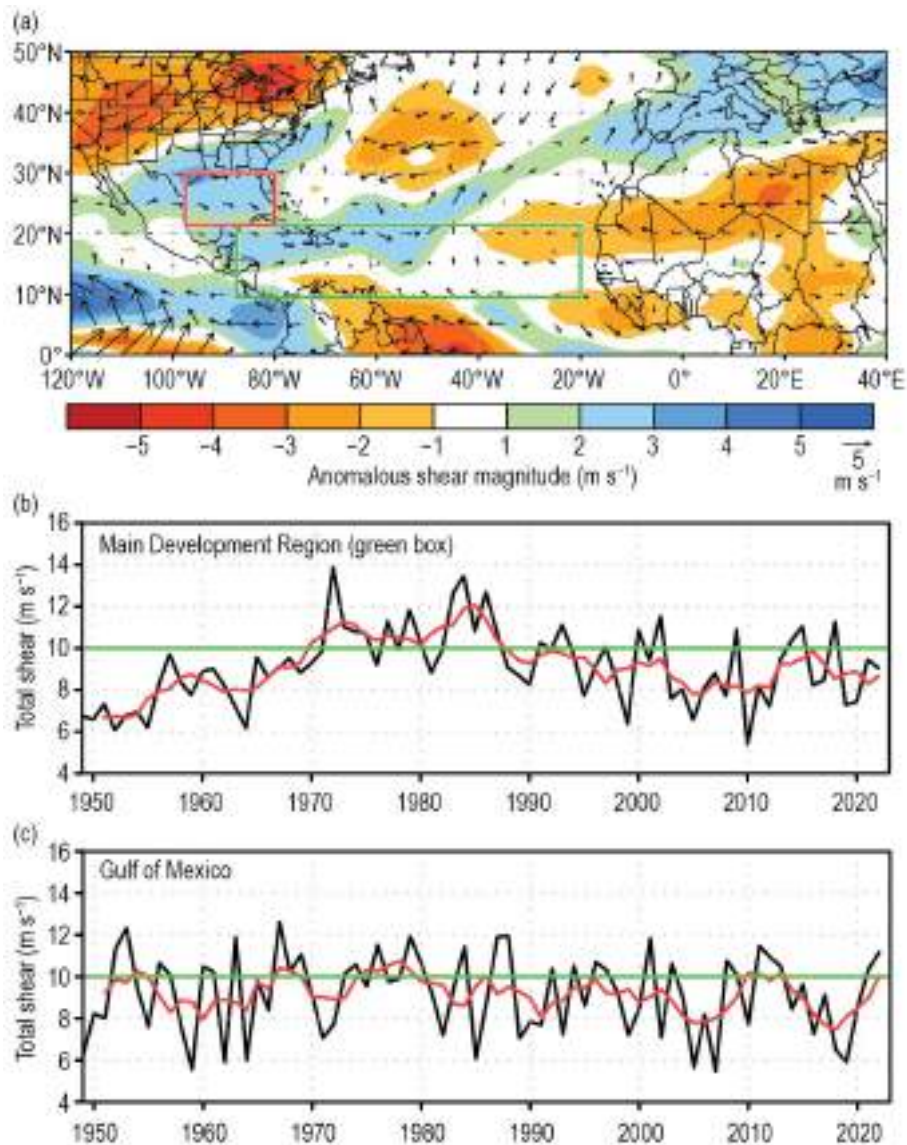 (a)
50°N
40°N
30°N
20°N
10°N
0°
120°W 100°W 80°W 60°W 40°W 20°W 0° 20°E 40°E
−5 −4 −3 −2 −1 1 2 3 4 5 5
Anomalous shear magnitude (m s⁻¹) m s⁻¹
(b)
Main Development Region (green box)
Total shear (m s⁻¹)
16
14
12
10
8
6
4
1950 1960 1970 1980 1990 2000 2010 2020
(c)
Gulf of Mexico
Total shear (m s⁻¹)
16
14
12
10
8
6
4
1950 1960 1970 1980 1990 2000 2010 2020